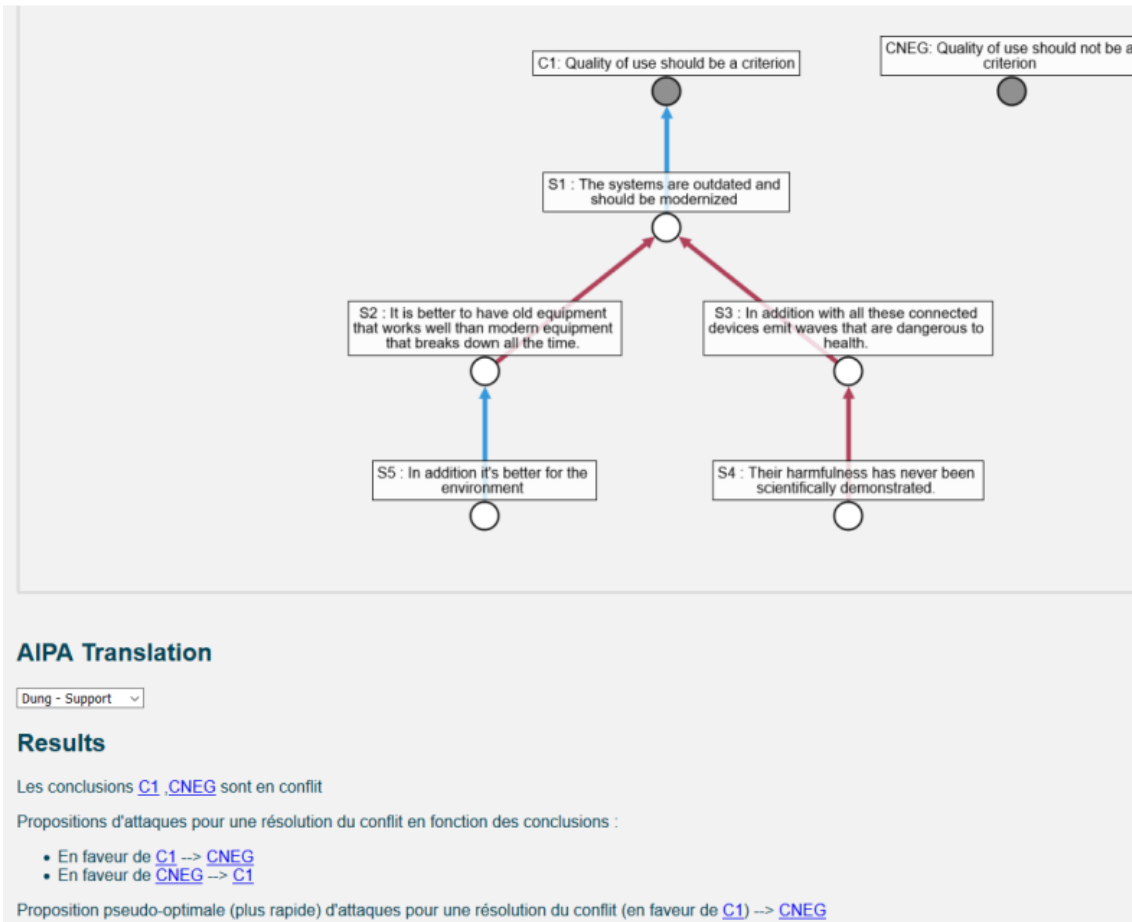 C1: Quality of use should be a criterion
CNEG: Quality of use should not be a
criterion
S1 : The systems are outdated and
should be modernized
S2 : It is better to have old equipment
that works well than modern equipment
that breaks down all the time.
S3 : In addition with all these connected
devices emit waves that are dangerous to
health.
S5 : In addition it's better for the
environment
S4 : Their harmfulness has never been
scientifically demonstrated.
AIPA Translation
Dung - Support
Results
Les conclusions C1 ,CNEG sont en conflit
Propositions d'attaques pour une résolution du conflit en fonction des conclusions :
• En faveur de C1 --> CNEG
• En faveur de CNEG --> C1
Proposition pseudo-optimale (plus rapide) d'attaques pour une résolution du conflit (en faveur de C1) --> CNEG